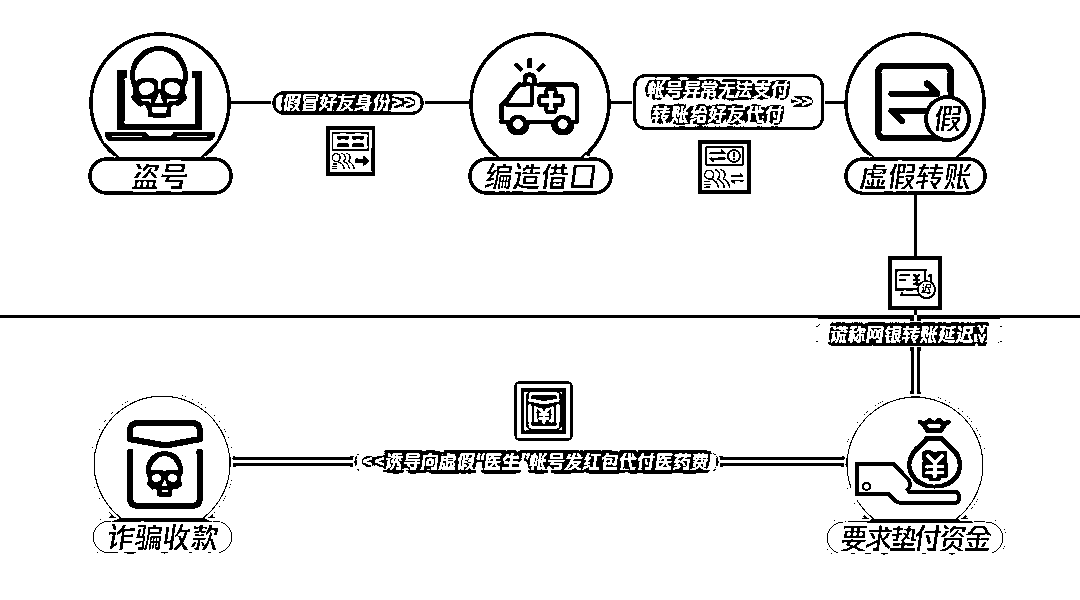 假冒好友身份>>
帐号异常无法支付
转账给好友代付 >>
假
盗号
编造借口
虚假转账
¥
迟
谎称网银转账延迟
¥
<<诱导向虚假“医生”帐号发红包代付医药费
¥
诈骗收款
要求垫付资金